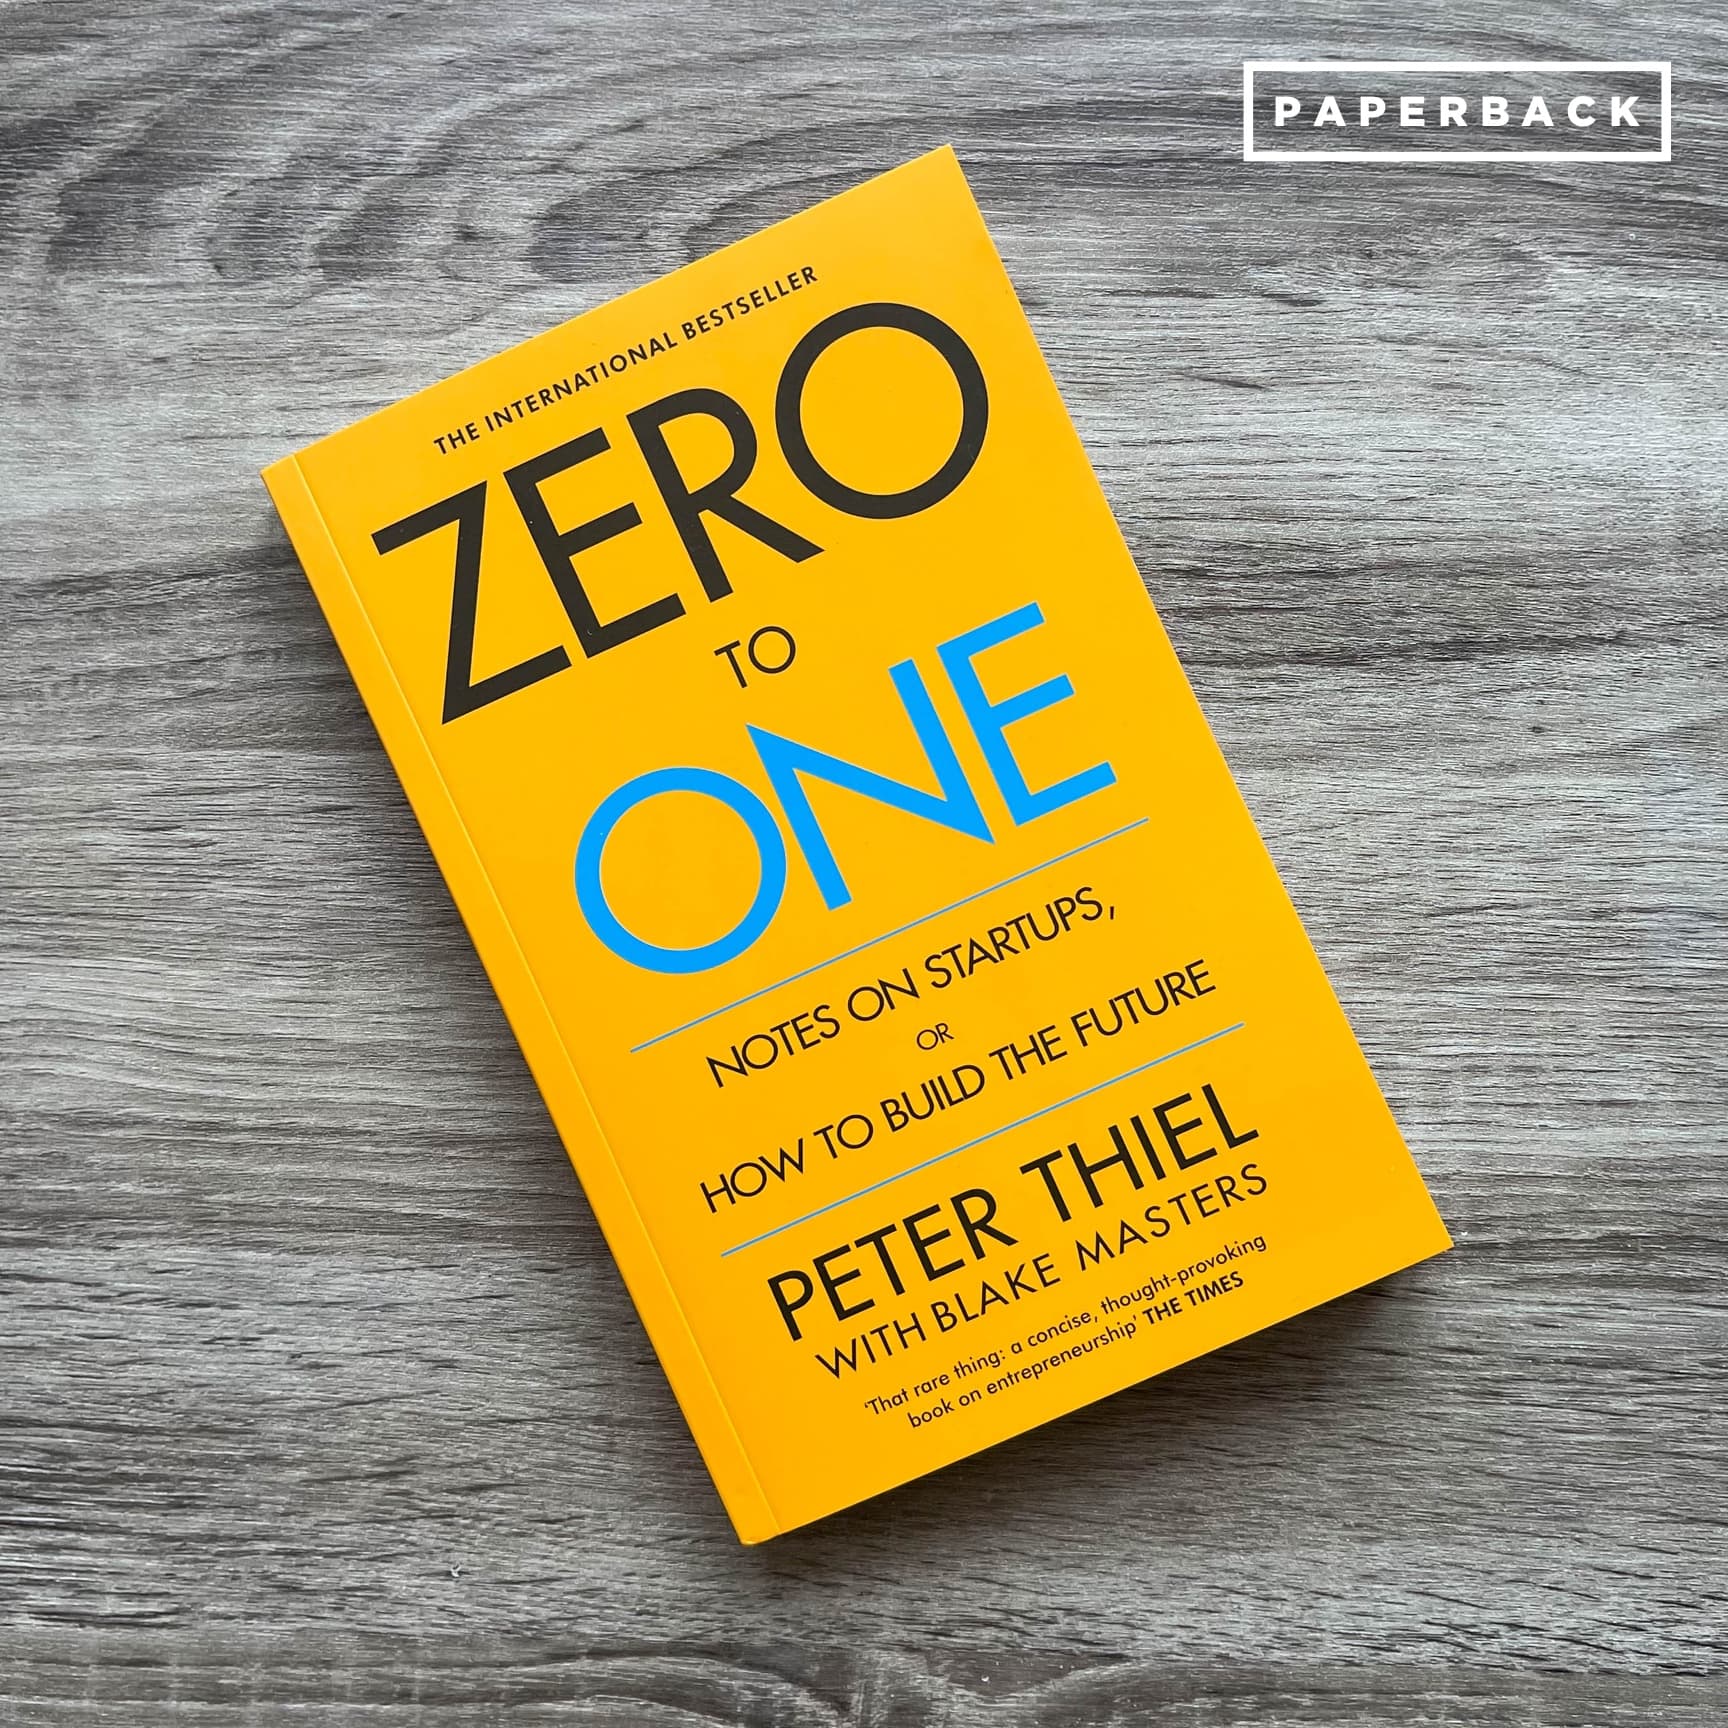 PAPERBACK
THE INTERNATIONAL BESTSELLER
ZERO
TO
ONE
NOTES ON STARTUPS,
OR
HOW TO BUILD THE FUTURE
PETER THIEL
WITH BLAKE MASTERS
‘That rare thing: a concise, thought-provoking
book on entrepreneurship’ THE TIMES